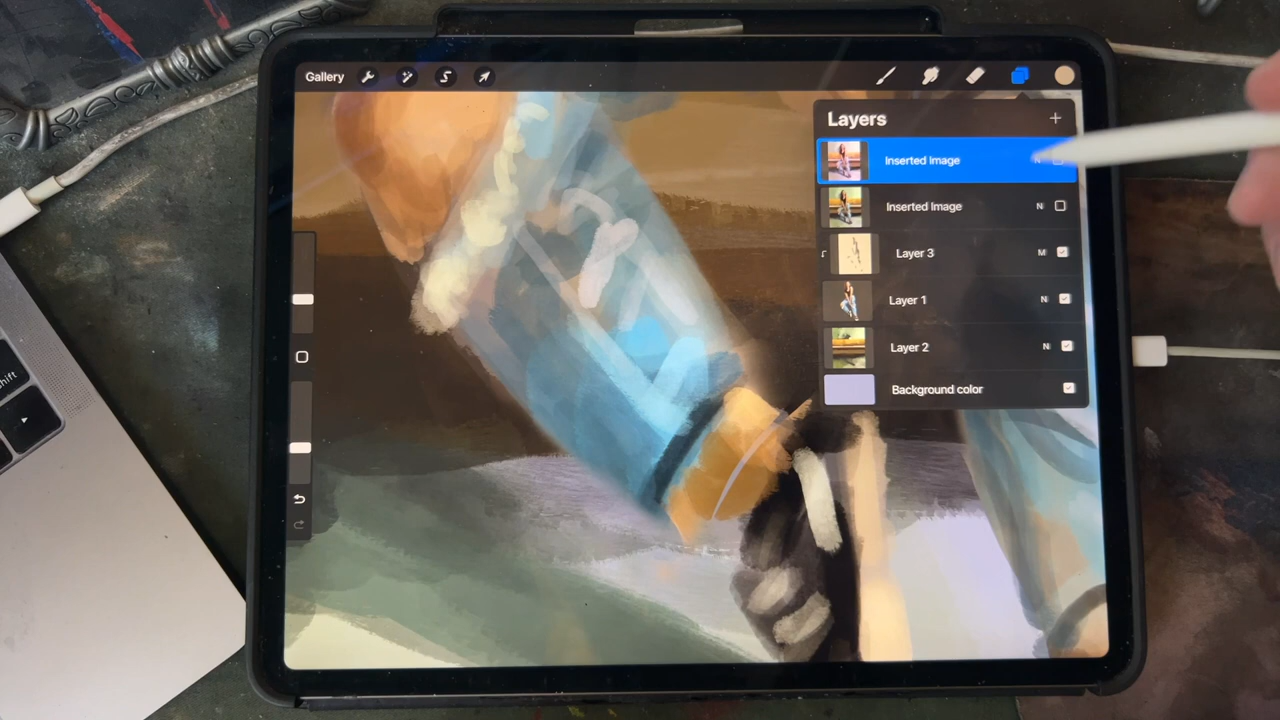 Gallery
Layers
Inserted Image
N
Inserted Image
N
Layer 3
M
Layer 1
N
Layer 2
N
Background color
shift